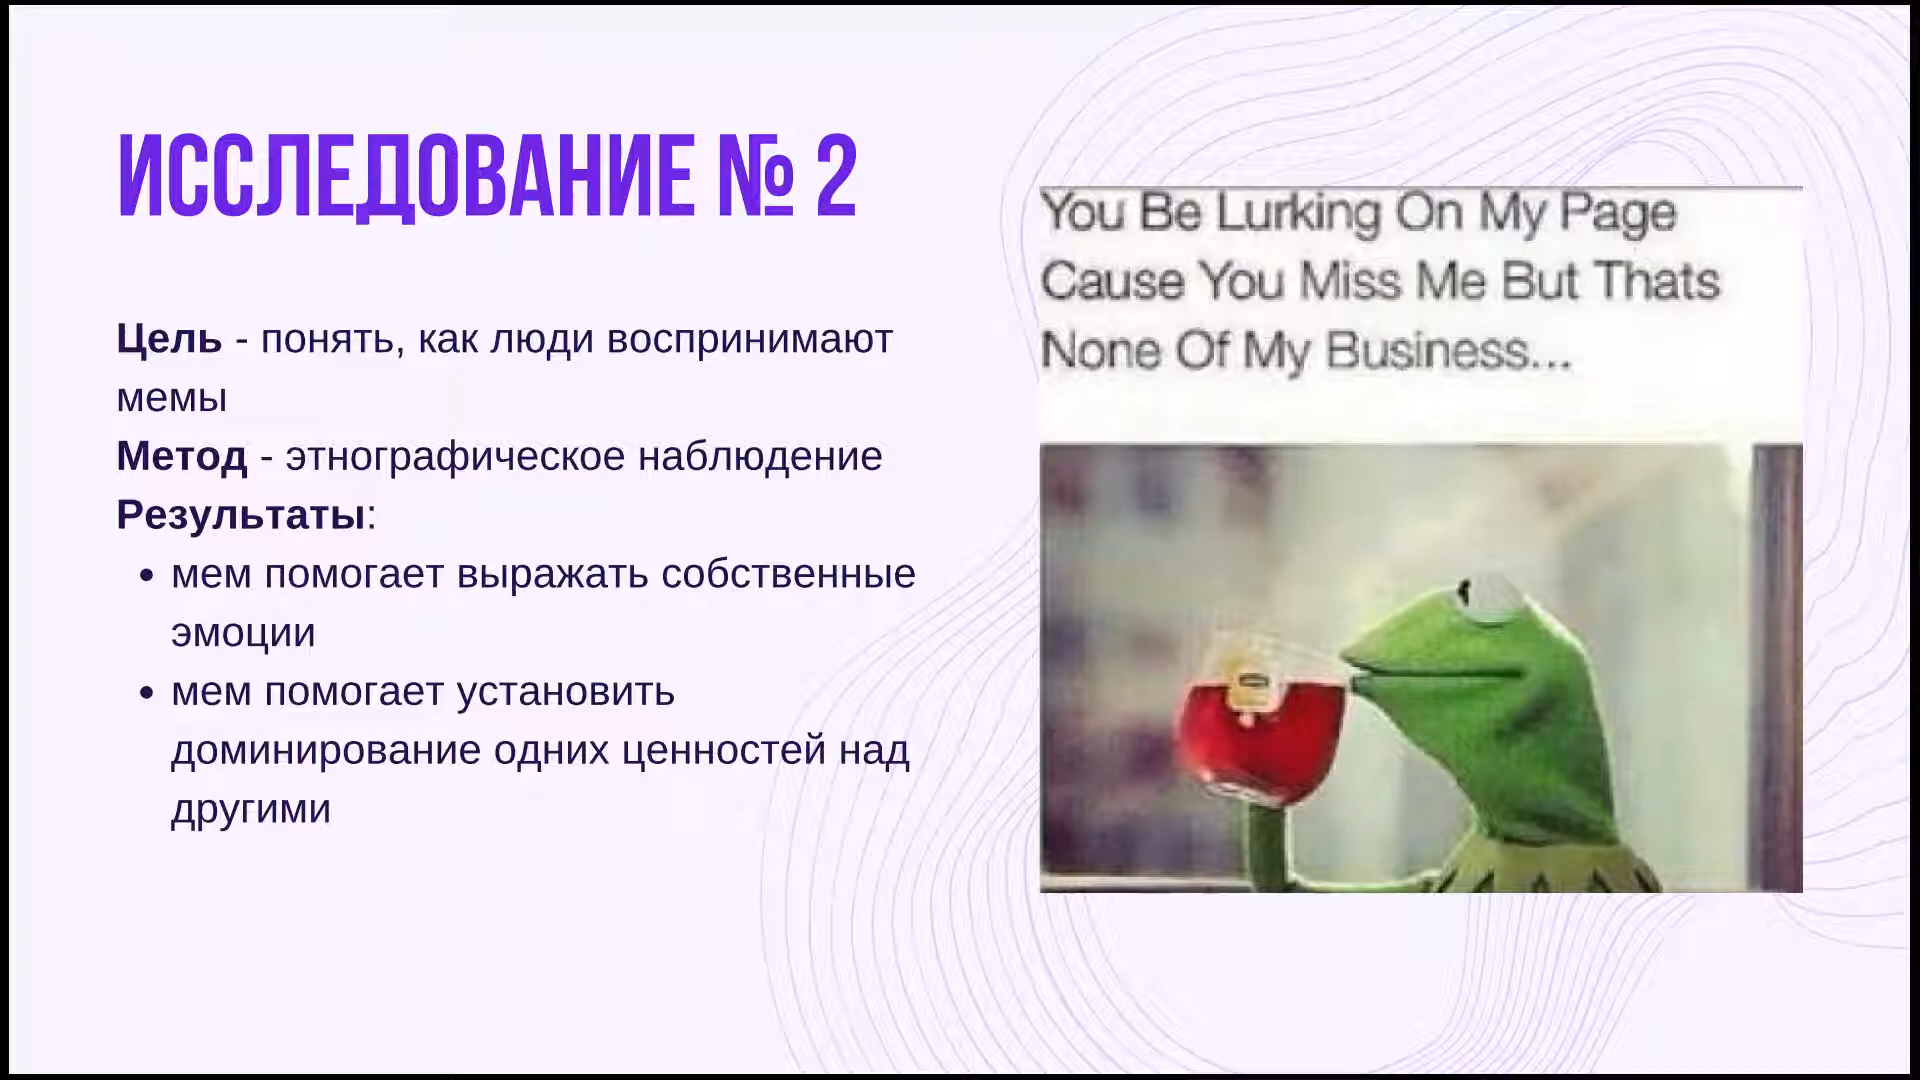 ИССЛЕДОВАНИЕ № 2
Цель - понять, как люди воспринимают
мемы
Метод - этнографическое наблюдение
Результаты:
• мем помогает выражать собственные
эмоции
• мем помогает установить
доминирование одних ценностей над
другими
You Be Lurking On My Page
Cause You Miss Me But Thats
None Of My Business...